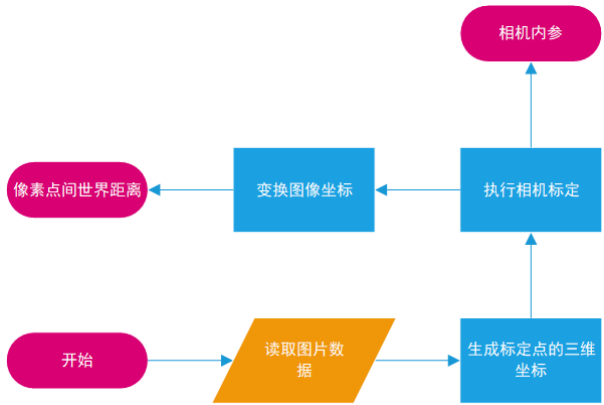 相机内参
像素点间世界距离
变换图像坐标
执行相机标定
开始
读取图片数
据
生成标定点的三维
坐标